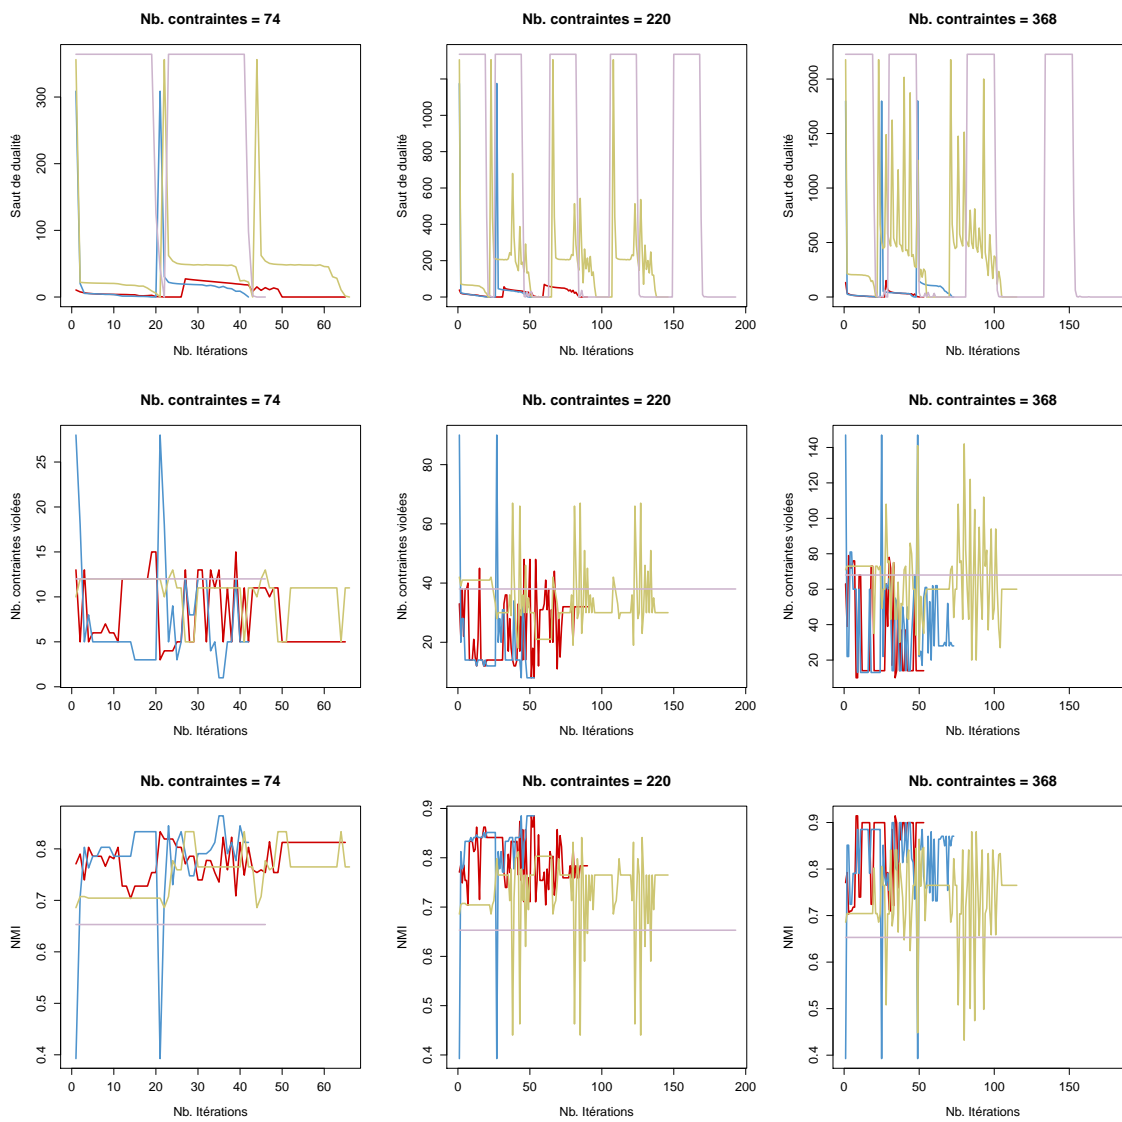 Nb. contraintes = 74
Nb. contraintes = 220
Nb. contraintes = 368
Saut de dualité
0 100 200 300
0 10 20 30 40 50 60
Nb. Itérations
Saut de dualité
0 200 400 600 800 1000
0 50 100 150 200
Nb. Itérations
Saut de dualité
0 500 1000 1500 2000
0 50 100 150
Nb. Itérations
Nb. contraintes = 74
Nb. contraintes = 220
Nb. contraintes = 368
Nb. contraintes violées
0 5 10 15 20 25
0 10 20 30 40 50 60
Nb. Itérations
Nb. contraintes violées
20 40 60 80
0 50 100 150 200
Nb. Itérations
Nb. contraintes violées
20 40 60 80 100 120 140
0 50 100 150
Nb. Itérations
Nb. contraintes = 74
Nb. contraintes = 220
Nb. contraintes = 368
NMI
0.4 0.5 0.6 0.7 0.8
0 10 20 30 40 50 60
Nb. Itérations
NMI
0.4 0.5 0.6 0.7 0.8 0.9
0 50 100 150 200
Nb. Itérations
NMI
0.4 0.5 0.6 0.7 0.8 0.9
0 50 100 150
Nb. Itérations